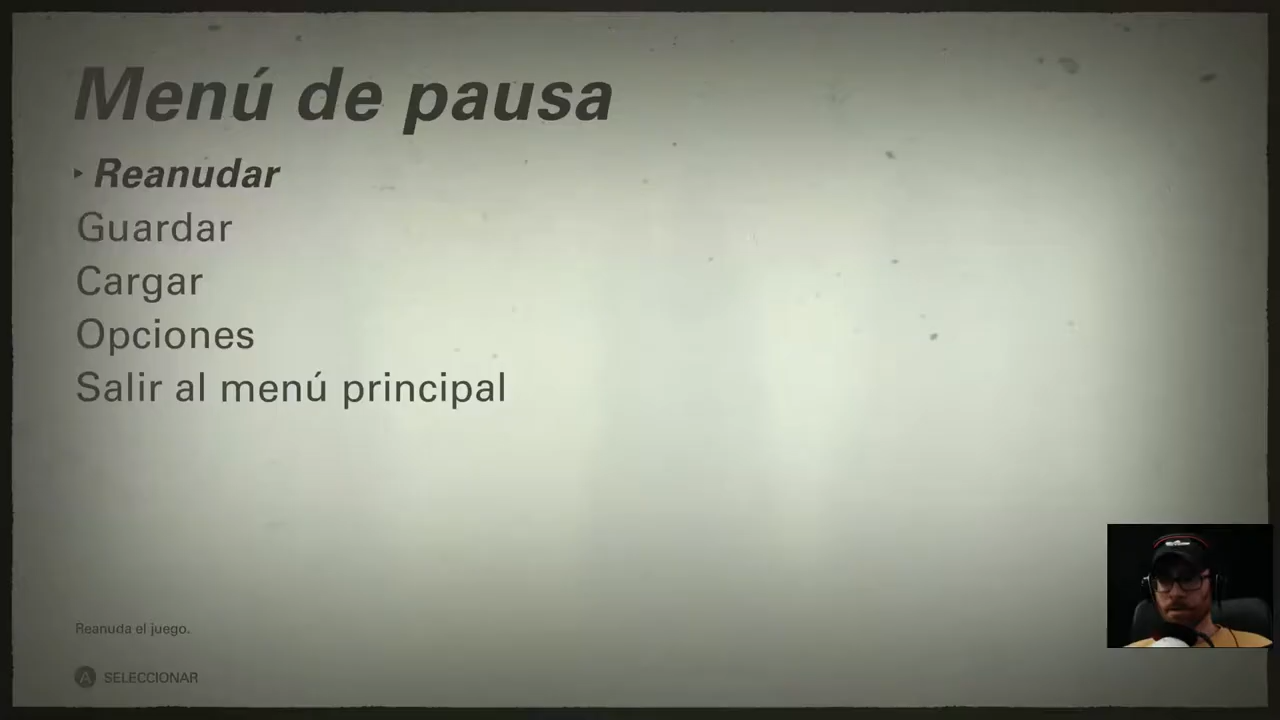 Menú de pausa
Reanudar
Guardar
Cargar
Opciones
Salir al menú principal
Reanuda el juego.
A SELECCIONAR